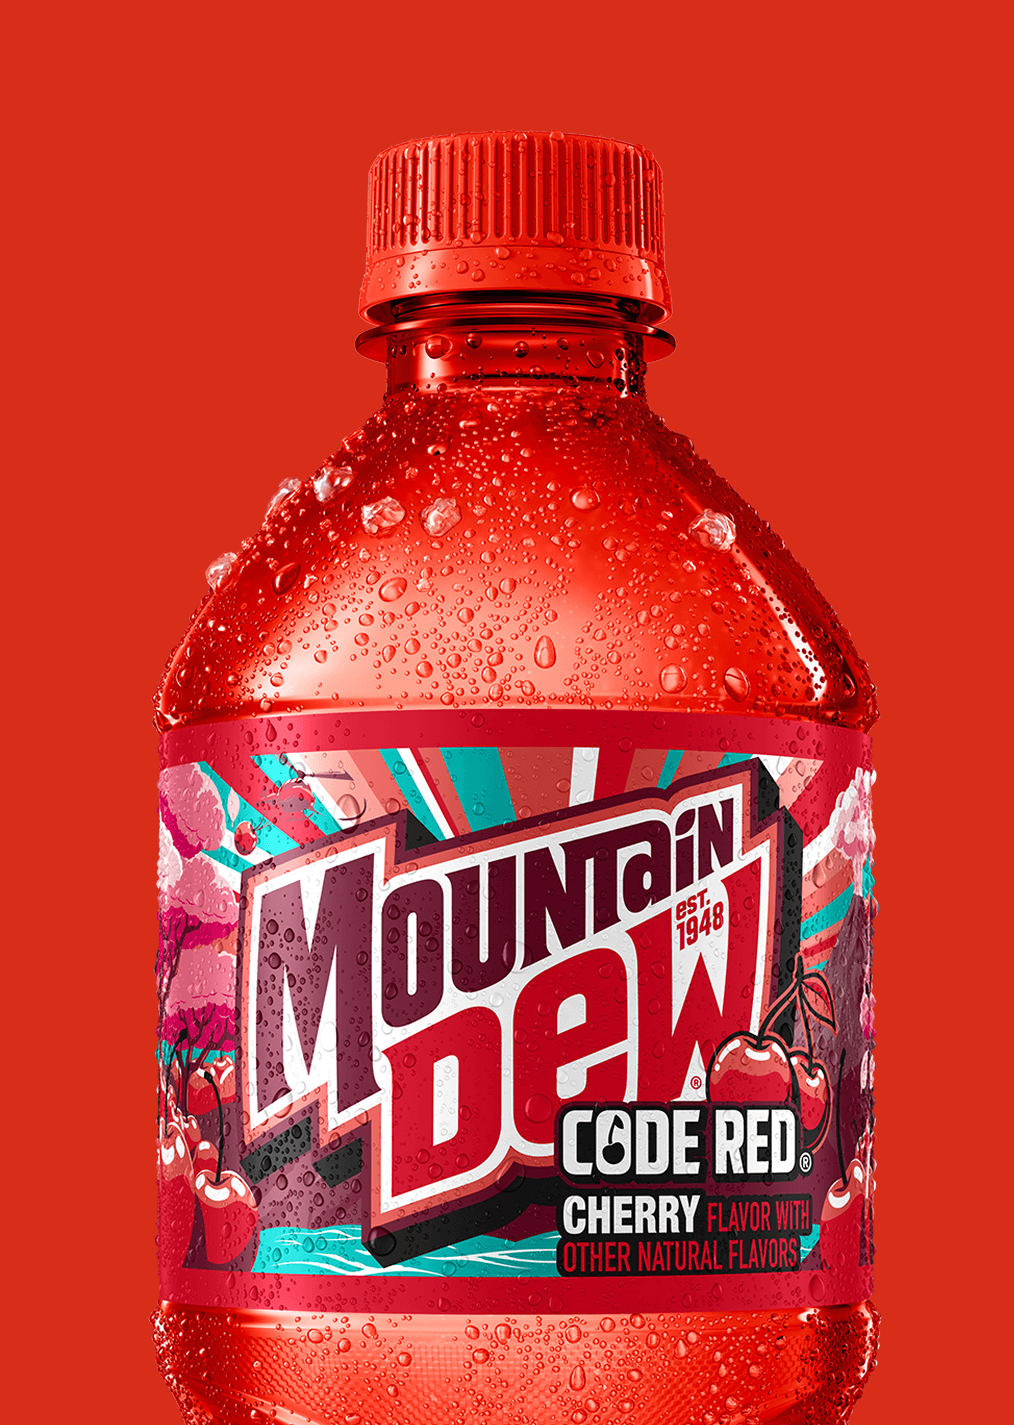 MOUNTaiN
Dew
est.
1948
®
CODE RED®
CHERRY FLAVOR WITH
OTHER NATURAL FLAVORS